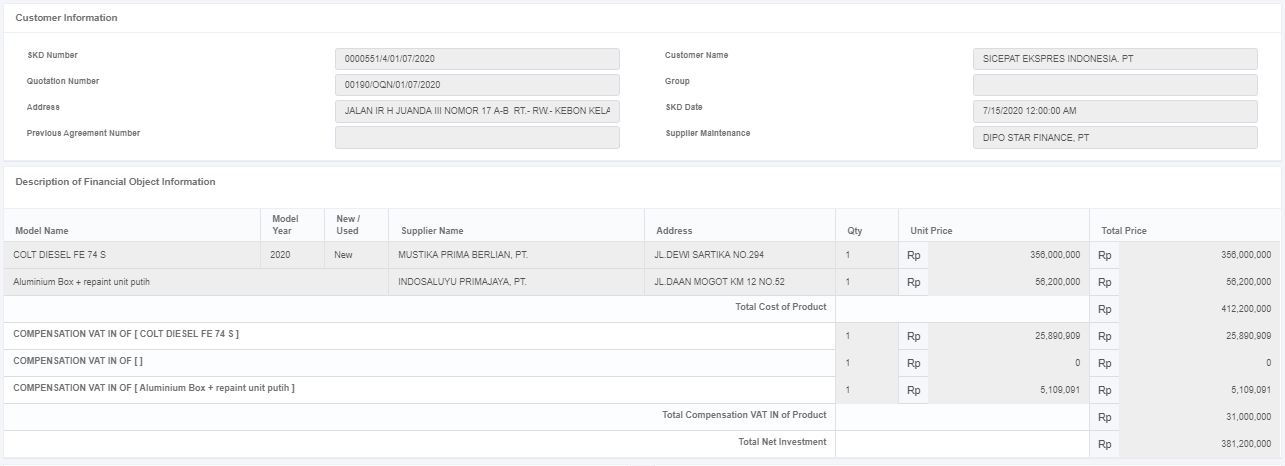 Customer Information
SKD Number 0000551/4/01/07/2020 Customer Name SICEPAT EKSPRES INDONESIA. PT
Quotation Number 00190/OQN/01/07/2020 Group
Address JALAN IR H JUANDA III NOMOR 17 A-B RT.- RW.- KEBON KELA SKD Date 7/15/2020 12:00:00 AM
Previous Agreement Number Supplier Maintenance DIPO STAR FINANCE, PT
Description of Financial Object Information
Model Name Model Year New / Used Supplier Name Address Qty Unit Price Total Price
COLT DIESEL FE 74 S 2020 New MUSTIKA PRIMA BERLIAN, PT. JL.DEWI SARTIKA NO.294 1 Rp 356,000,000 Rp 356,000,000
Aluminium Box + repaint unit putih INDOSALUYU PRIMAJAYA, PT. JL.DAAN MOGOT KM 12 NO.52 1 Rp 56,200,000 Rp 56,200,000
Total Cost of Product Rp 412,200,000
COMPENSATION VAT IN OF [ COLT DIESEL FE 74 S ] 1 Rp 25,890,909 Rp 25,890,909
COMPENSATION VAT IN OF [ ] 1 Rp 0 Rp 0
COMPENSATION VAT IN OF [ Aluminium Box + repaint unit putih ] 1 Rp 5,109,091 Rp 5,109,091
Total Compensation VAT IN of Product Rp 31,000,000
Total Net Investment Rp 381,200,000